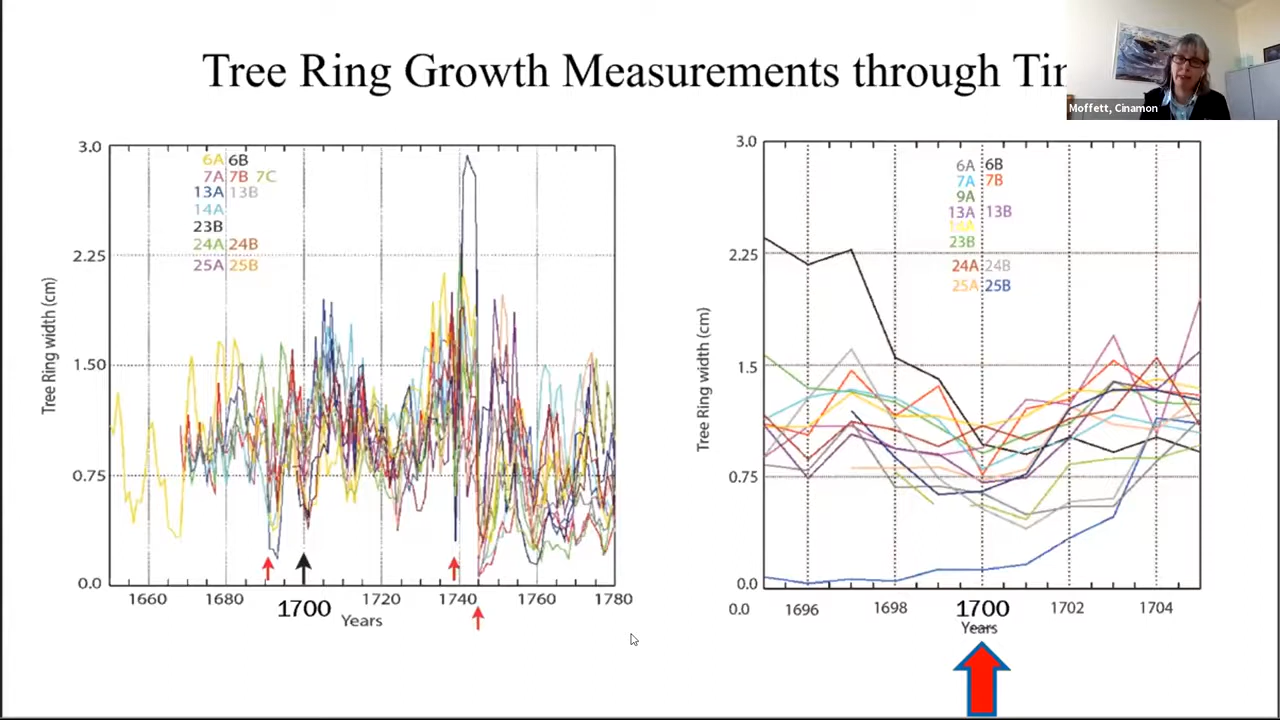 Tree Ring Growth Measurements through Tim
Moffett, Cinamon
3.0
2.25
1.50
0.75
0.0
Tree Ring width (cm)
6A 6B
7A 7B 7C
13A 13B
14A
23B
24A 24B
25A 25B
1660 1680 1700 1720 1740 1760 1780
Years
3.0
2.25
1.5
0.75
0.0
Tree Ring width (cm)
6A 6B
7A 7B
9A
13A 13B
14A
23B
24A 24B
25A 25B
0.0 1696 1698 1700 1702 1704
Years